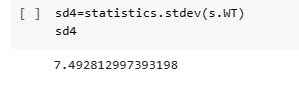 [ ] sd4=statistics.stdev(s.WT)
sd4
7.492812997393198